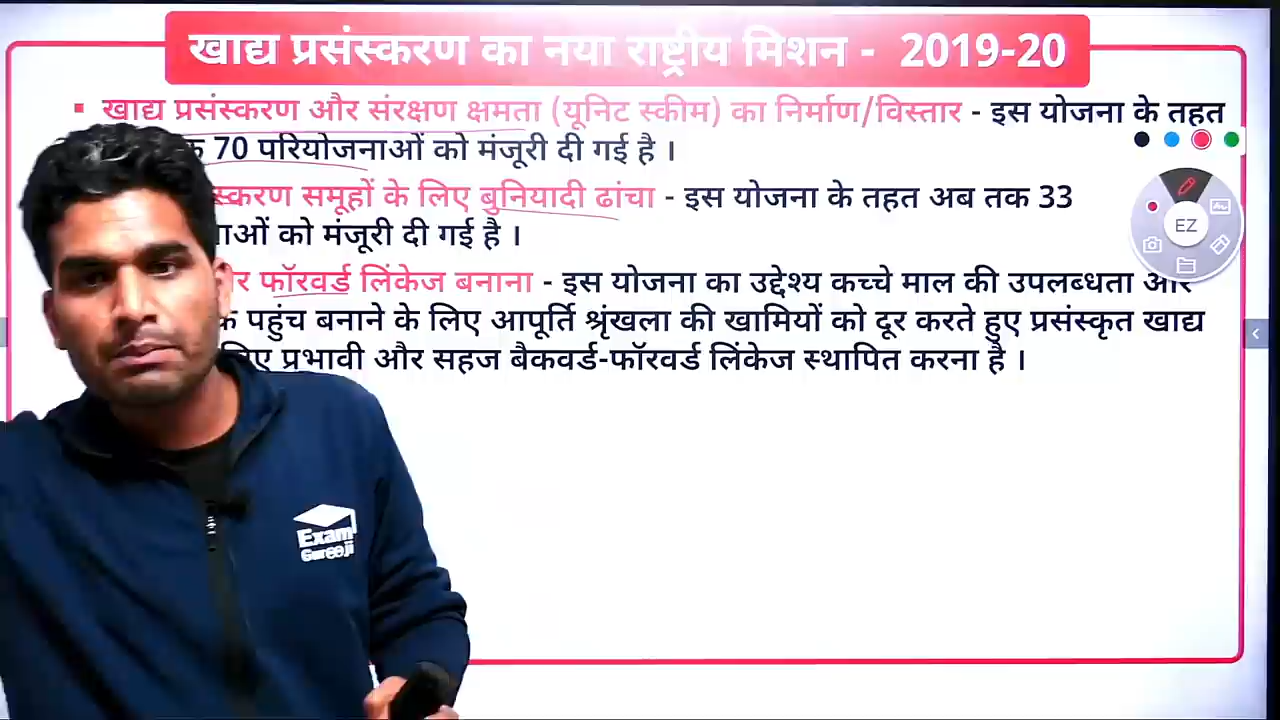 खाद्य प्रसंस्करण का नया राष्ट्रीय मिशन - 2019-20
▪ खाद्य प्रसंस्करण और संरक्षण क्षमता (यूनिट स्कीम) का निर्माण/विस्तार - इस योजना के तहत
70 परियोजनाओं को मंजूरी दी गई है ।
समूहों के लिए बुनियादी ढांचा - इस योजना के तहत अब तक 33
को मंजूरी दी गई है ।
फॉरवर्ड लिंकेज बनाना - इस योजना का उद्देश्य कच्चे माल की उपलब्धता और
पहुंच बनाने के लिए आपूर्ति श्रृंखला की खामियों को दूर करते हुए प्रसंस्कृत खाद्य
प्रभावी और सहज बैकवर्ड-फॉरवर्ड लिंकेज स्थापित करना है ।
EZ
Exam
Gureeji